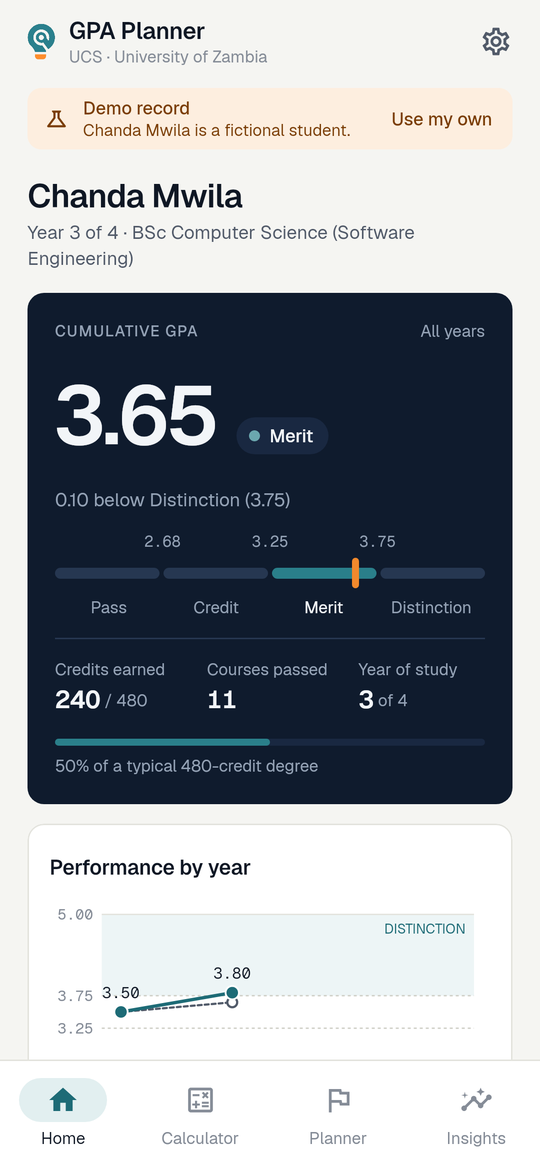 GPA Planner
UCS · University of Zambia
Demo record
Chanda Mwila is a fictional student.
Use my own
Chanda Mwila
Year 3 of 4 · BSc Computer Science (Software
Engineering)
CUMULATIVE GPA
All years
3.65
Merit
0.10 below Distinction (3.75)
2.68 3.25 3.75
Pass Credit Merit Distinction
Credits earned Courses passed Year of study
240 / 480 11 3 of 4
50% of a typical 480-credit degree
Performance by year
5.00
DISTINCTION
3.80
3.50
3.75
3.25
Home Calculator Planner Insights